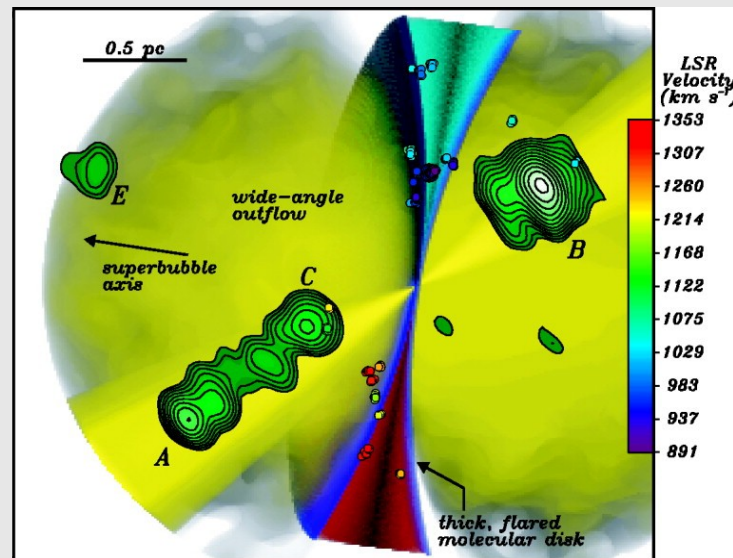 0.5 pc
LSR
Velocity
(km s⁻¹)
1353
1307
1260
1214
1168
1122
1075
1029
983
937
891
E
wide-angle
outflow
B
superbubble
axis
C
A
thick, flared
molecular disk